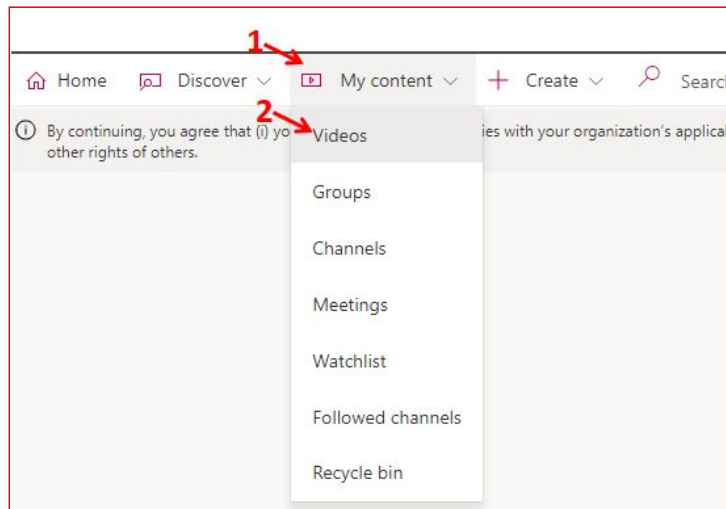 1
Home Discover My content Create Search
2
By continuing, you agree that (i) yo Videos ies with your organization's applica
other rights of others.
Groups
Channels
Meetings
Watchlist
Followed channels
Recycle bin